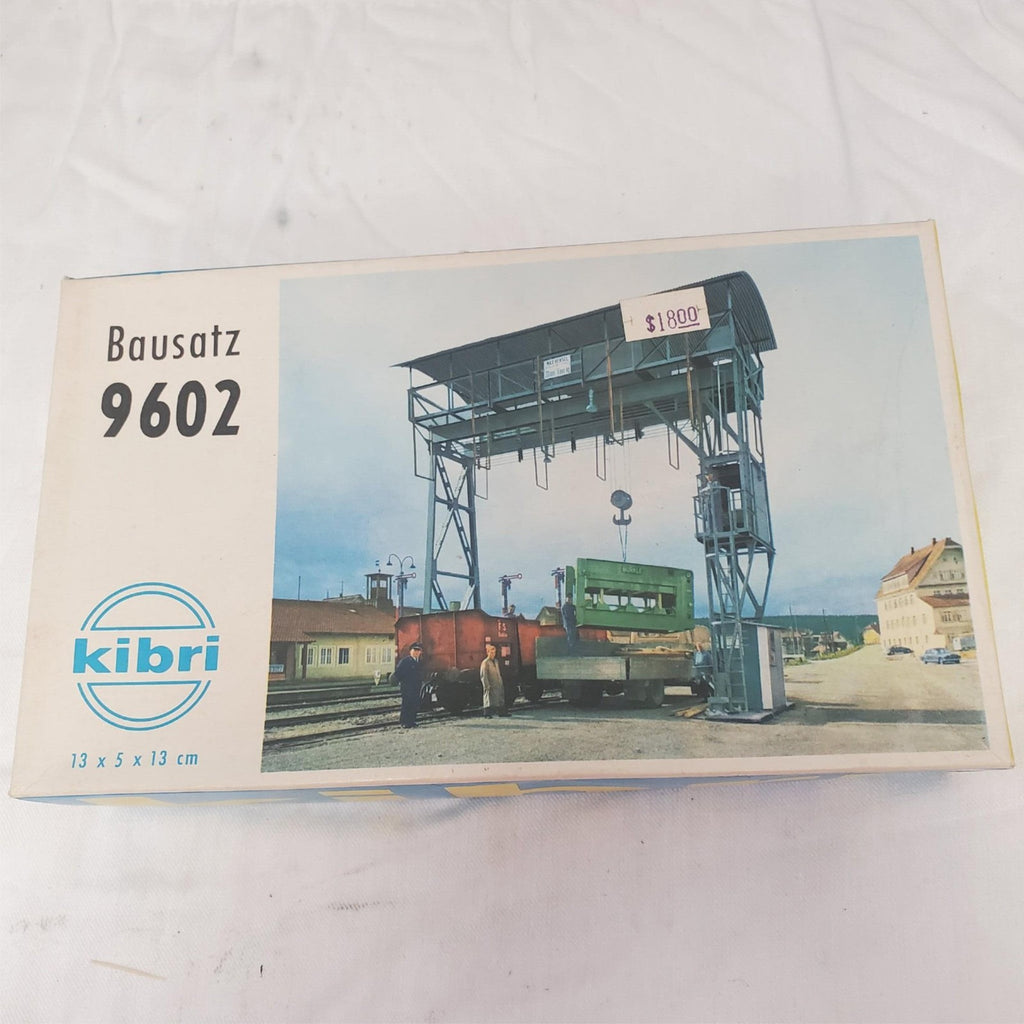 Bausatz
9602
kibri
13 x 5 x 13 cm
$1800